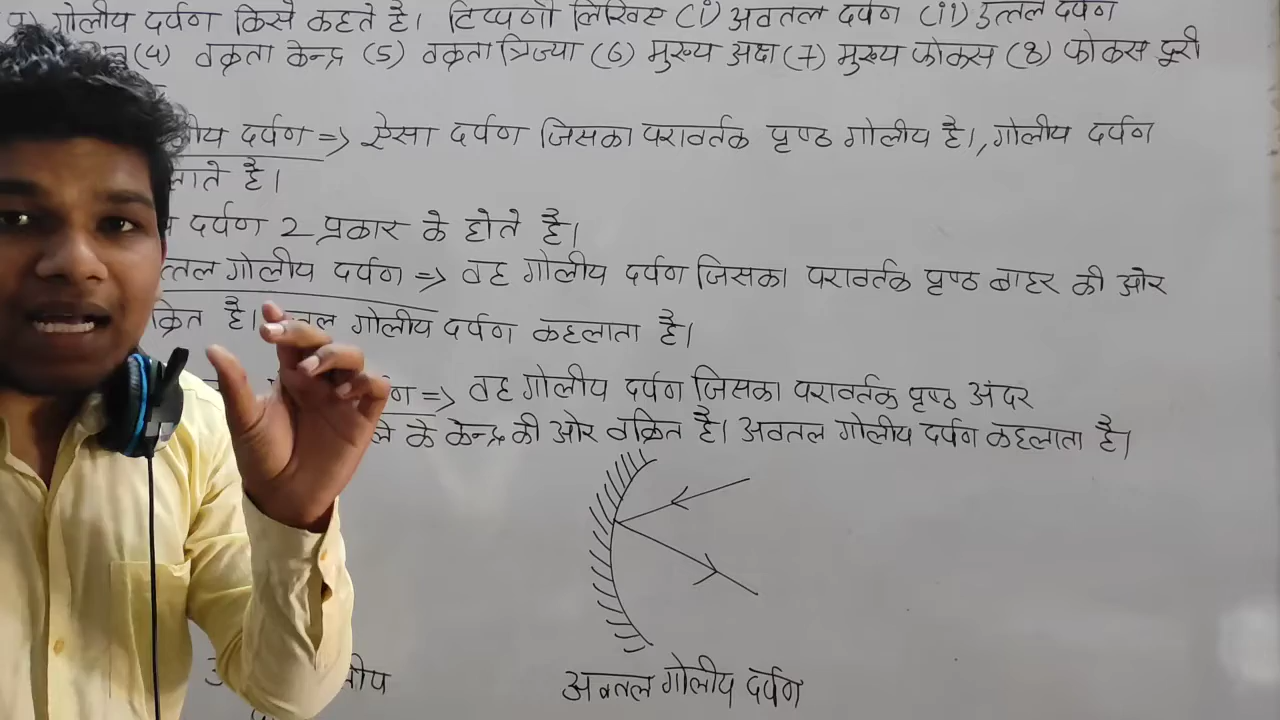 गोलीय दर्पण किसे कहते है। टिप्पणी लिखिए (i) अवतल दर्पण (ii) उत्तल दर्पण
(4) वक्रता केन्द्र (5) वक्रता त्रिज्या (6) मुख्य अक्ष (7) मुख्य फोकस (8) फोकस दूरी
दर्पण => ऐसा दर्पण जिसका परावर्तक पृष्ठ गोलीय है।, गोलीय दर्पण
है।
दर्पण 2 प्रकार के होते है।
गोलीय दर्पण => वह गोलीय दर्पण जिसका परावर्तक पृष्ठ बाहर की ओर
है। गोलीय दर्पण कहलाता है।
=> वह गोलीय दर्पण जिसका परावर्तक पृष्ठ अंदर
के केन्द्र की ओर वक्रित है। अवतल गोलीय दर्पण कहलाता है।
अवतल गोलीय दर्पण